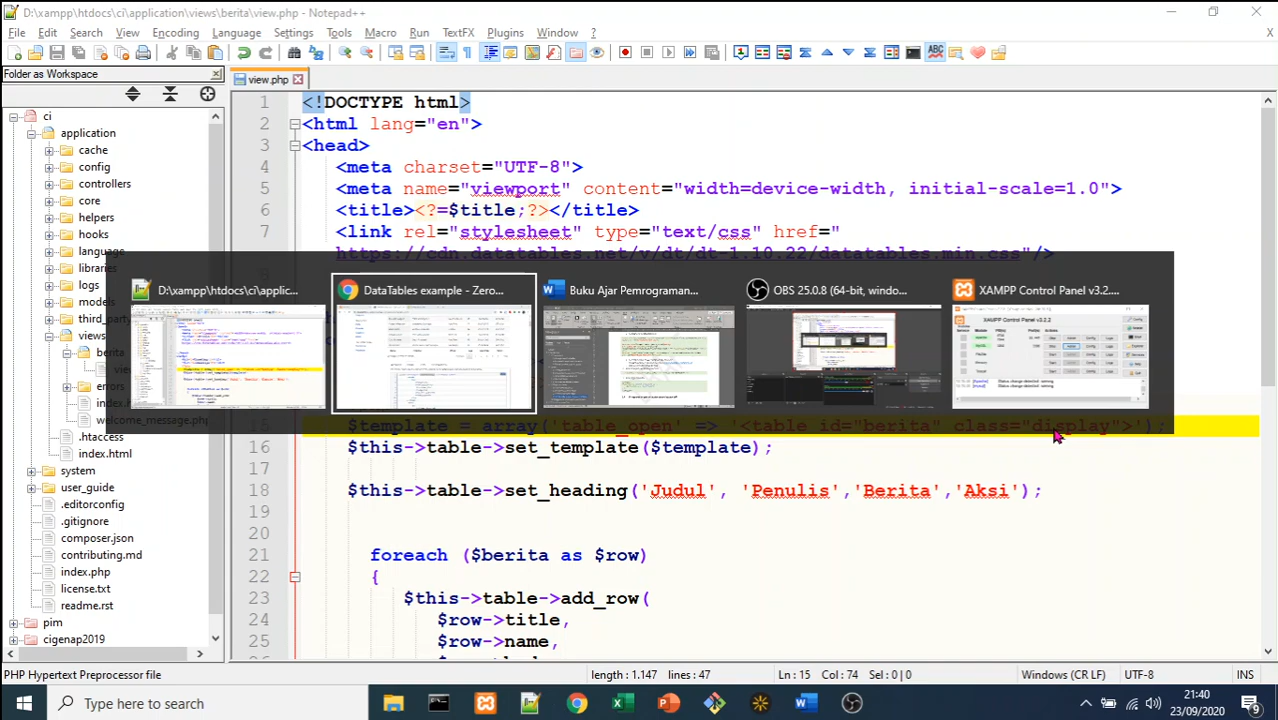 D:\xampp\htdocs\ci\application\views\berita\view.php - Notepad++
File Edit Search View Encoding Language Settings Tools Macro Run TextFX Plugins Window ?
Folder as Workspace
view.php
ci
application
cache
config
controllers
core
helpers
hooks
language
libraries
logs
models
third_party
berita
errors
welcome_message.php
.htaccess
index.html
system
user_guide
.editorconfig
.gitignore
composer.json
contributing.md
index.php
license.txt
readme.rst
pim
cigenap2019
1 <!DOCTYPE html>
2 <html lang="en">
3 <head>
4 <meta charset="UTF-8">
5 <meta name="viewport" content="width=device-width, initial-scale=1.0">
6 <title><?=$title;?></title>
7 <link rel="stylesheet" type="text/css" href="
https://cdn.datatables.net/v/dt/dt-1.10.22/datatables.min.css"/>
D:\xampp\htdocs\ci\applic...
DataTables example - Zero...
Buku Ajar Pemrograman...
OBS 25.0.8 (64-bit, windo...
XAMPP Control Panel v3.2....
15 $template = array('table_open' => '<table id="berita" class="display">');
16 $this->table->set_template($template);
17
18 $this->table->set_heading('Judul', 'Penulis','Berita','Aksi');
19
20
21 foreach ($berita as $row)
22 {
23 $this->table->add_row(
24 $row->title,
25 $row->name,
PHP Hypertext Preprocessor file
length : 1.147 lines : 47
Ln : 15 Col : 74 Sel : 0 | 0
Windows (CR LF)
UTF-8
INS
Type here to search
21:40
23/09/2020